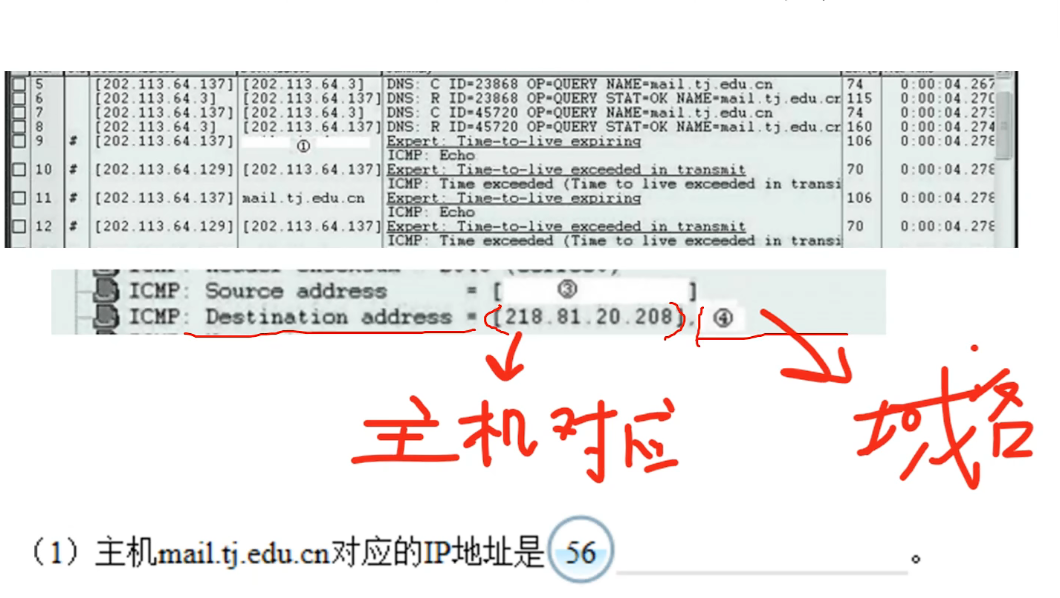 5 [202.113.64.137] [202.113.64.3] DNS: C ID=23868 OP=QUERY NAME=mail.tj.edu.cn 74 0:00:04.267
6 [202.113.64.3] [202.113.64.137] DNS: R ID=23868 OP=QUERY STAT=OK NAME=mail.tj.edu.cr 115 0:00:04.270
7 [202.113.64.137] [202.113.64.3] DNS: C ID=45720 OP=QUERY NAME=mail.tj.edu.cn 74 0:00:04.273
8 [202.113.64.3] [202.113.64.137] DNS: R ID=45720 OP=QUERY STAT=OK NAME=mail.tj.edu.cr 160 0:00:04.274
9 # [202.113.64.137] ① Expert: Time-to-live expiring 106 0:00:04.278
ICMP: Echo
10 # [202.113.64.129] [202.113.64.137] Expert: Time-to-live exceeded in transmit 70 0:00:04.278
ICMP: Time exceeded (Time to live exceeded in transi
11 # [202.113.64.137] mail.tj.edu.cn Expert: Time-to-live expiring 106 0:00:04.278
ICMP: Echo
12 # [202.113.64.129] [202.113.64.137] Expert: Time-to-live exceeded in transmit 70 0:00:04.278
ICMP: Time exceeded (Time to live exceeded in transi
ICMP: Source address = [ ③ ]
ICMP: Destination address = [218.81.20.208], ④
主机对应 域名
（1）主机mail.tj.edu.cn对应的IP地址是 56 。